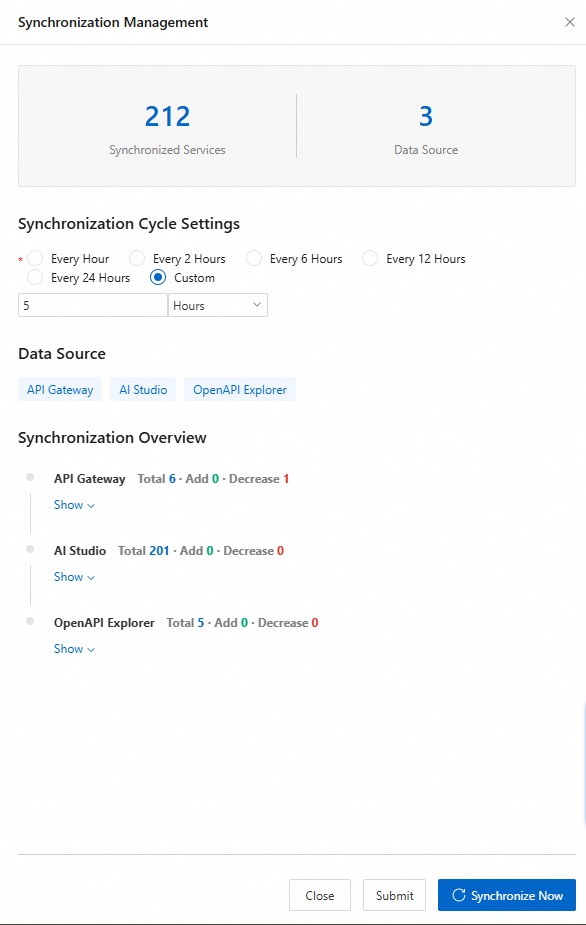 Synchronization Management
212
Synchronized Services
3
Data Source
Synchronization Cycle Settings
* Every Hour Every 2 Hours Every 6 Hours Every 12 Hours
Every 24 Hours Custom
5 Hours
Data Source
API Gateway AI Studio OpenAPI Explorer
Synchronization Overview
API Gateway Total 6 · Add 0 · Decrease 1
Show
AI Studio Total 201 · Add 0 · Decrease 0
Show
OpenAPI Explorer Total 5 · Add 0 · Decrease 0
Show
Close Submit Synchronize Now